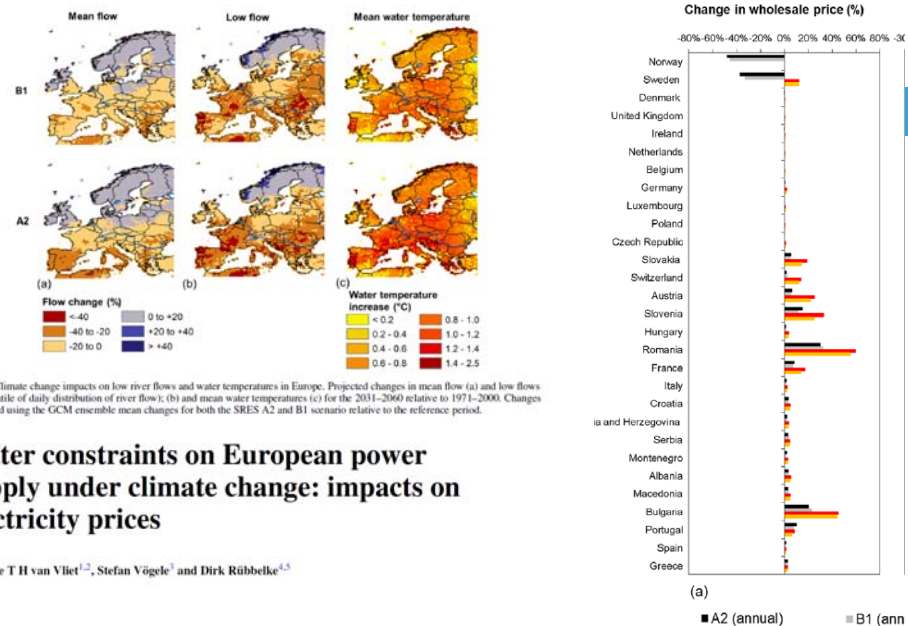 Mean flow
Low flow
Mean water temperature
B1
A2
(a)
(b)
(c)
Flow change (%)
<-40
-40 to -20
-20 to 0
0 to +20
+20 to +40
> +40
Water temperature
increase (°C)
< 0.2
0.2 - 0.4
0.4 - 0.6
0.6 - 0.8
0.8 - 1.0
1.0 - 1.2
1.2 - 1.4
1.4 - 2.5
limate change impacts on low river flows and water temperatures in Europe. Projected changes in mean flow (a) and low flows
tile of daily distribution of river flow); (b) and mean water temperatures (c) for the 2031–2060 relative to 1971–2000. Changes
d using the GCM ensemble mean changes for both the SRES A2 and B1 scenario relative to the reference period.
ter constraints on European power
pply under climate change: impacts on
ctricity prices
e T H van Vliet1,2, Stefan Vögele3 and Dirk Rübbelke4,5
Change in wholesale price (%)
-80% -60% -40% -20% 0% 20% 40% 60% 80% -30
Norway
Sweden
Denmark
United Kingdom
Ireland
Netherlands
Belgium
Germany
Luxembourg
Poland
Czech Republic
Slovakia
Switzerland
Austria
Slovenia
Hungary
Romania
France
Italy
Croatia
ia and Herzegovina
Serbia
Montenegro
Albania
Macedonia
Bulgaria
Portugal
Spain
Greece
(a)
A2 (annual)
B1 (ann